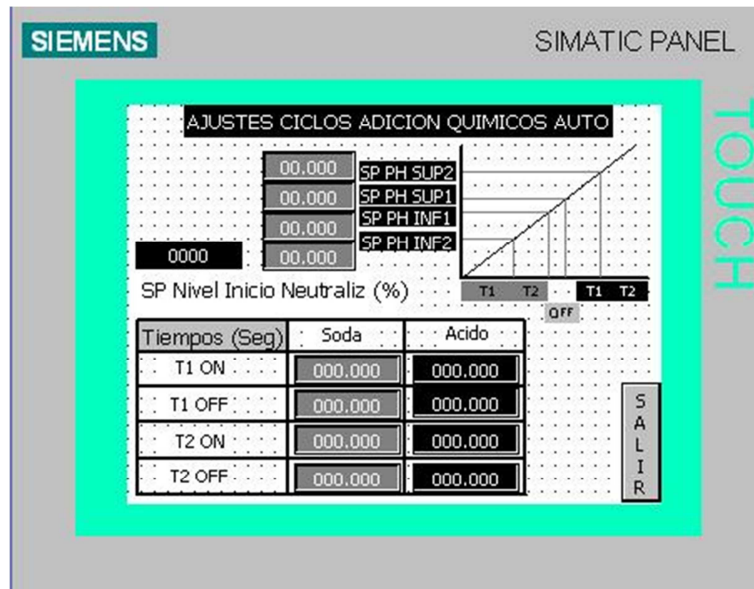 SIEMENS
SIMATIC PANEL
TOUCH
AJUSTES CICLOS ADICION QUIMICOS AUTO
00.000 SP PH SUP2
00.000 SP PH SUP1
00.000 SP PH INF1
00.000 SP PH INF2
0000
SP Nivel Inicio Neutraliz (%)
T1 T2 T1 T2
OFF
Tiempos (Seg) Soda Acido
T1 ON 000.000 000.000
T1 OFF 000.000 000.000
T2 ON 000.000 000.000
T2 OFF 000.000 000.000
SALIR